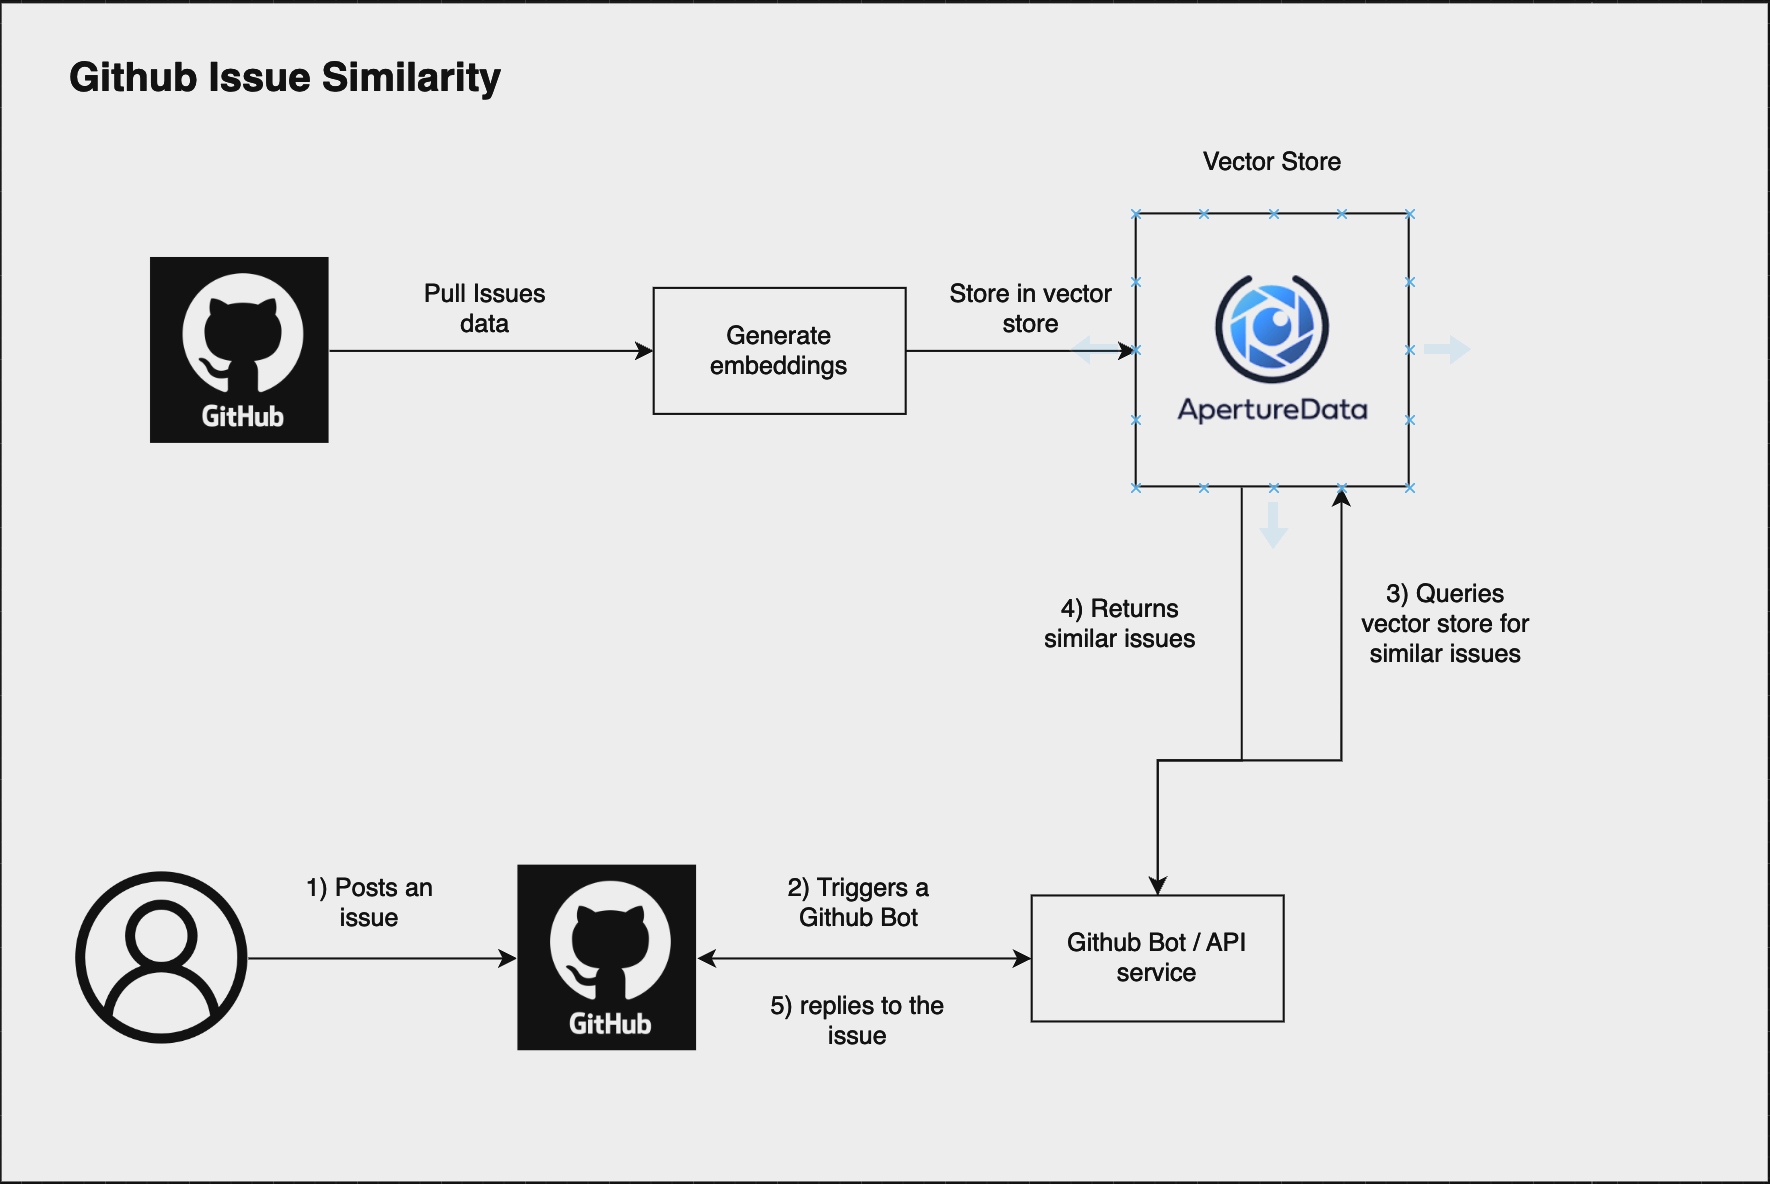 Github Issue Similarity
Vector Store
Pull Issues
data
Store in vector
store
Generate
embeddings
GitHub
ApertureData
4) Returns
similar issues
3) Queries
vector store for
similar issues
1) Posts an
issue
2) Triggers a
Github Bot
Github Bot / API
service
5) replies to the
issue
GitHub